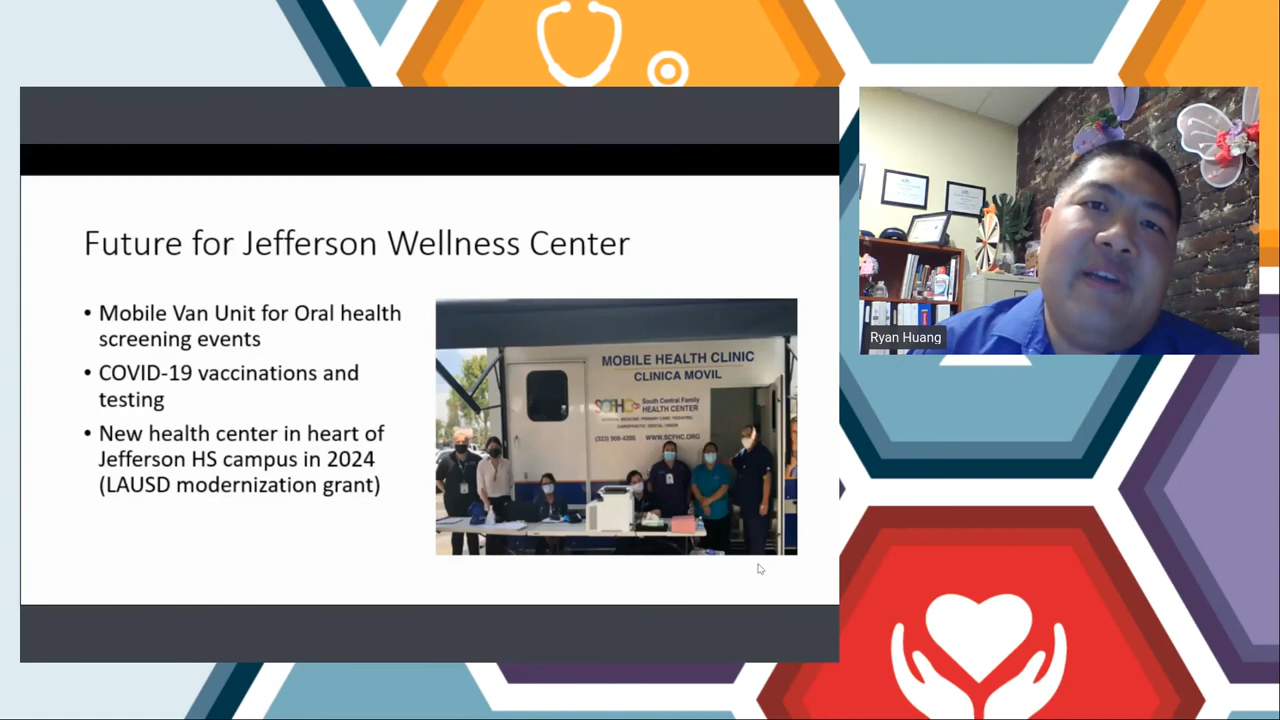 Future for Jefferson Wellness Center
• Mobile Van Unit for Oral health
screening events
• COVID-19 vaccinations and
testing
• New health center in heart of
Jefferson HS campus in 2024
(LAUSD modernization grant)
MOBILE HEALTH CLINIC
CLINICA MOVIL
SCFHC
South Central Family
HEALTH CENTER
WWW.SCFHC.ORG
Ryan Huang